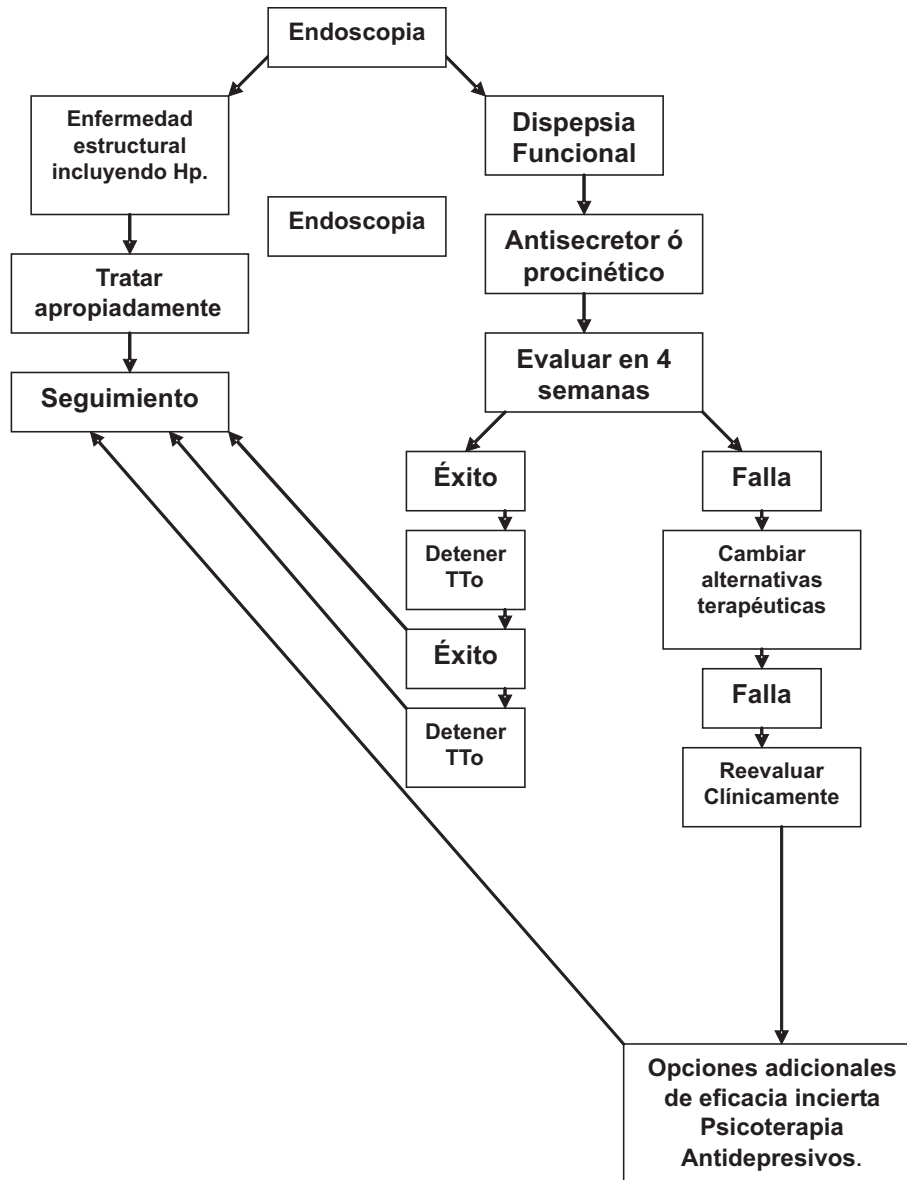 Endoscopia
Enfermedad
estructural
incluyendo Hp.
Dispepsia
Funcional
Endoscopia
Antisecretor ó
procinético
Tratar
apropiadamente
Evaluar en 4
semanas
Seguimiento
Éxito
Falla
Detener
TTo
Cambiar
alternativas
terapéuticas
Éxito
Falla
Detener
TTo
Reevaluar
Clínicamente
Opciones adicionales
de eficacia incierta
Psicoterapia
Antidepresivos.